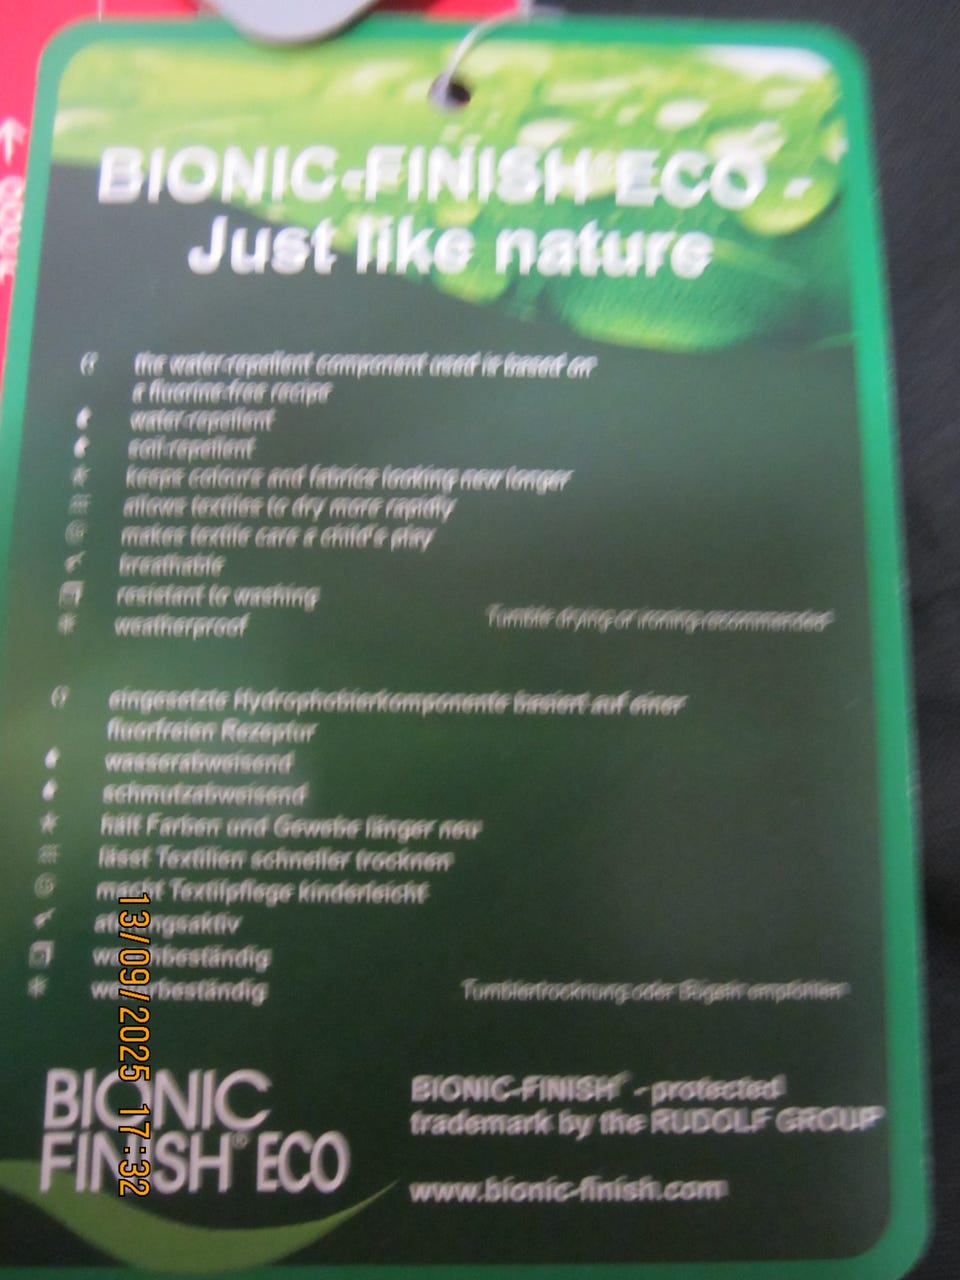 BIONIC-FINISH® ECO -
Just like nature
the water-repellent component used is based on
a fluorine-free recipe
water-repellent
soil-repellent
keeps colours and fabrics looking new longer
allows textiles to dry more rapidly
makes textile care a child's play
breathable
resistant to washing
weatherproof
Tumble drying or ironing recommended
eingesetzte Hydrophobierkomponente basiert auf einer
fluorfreien Rezeptur
wasserabweisend
schmutzabweisend
hält Farben und Gewebe länger neu
lässt Textilien schneller trocknen
macht Textilpflege kinderleicht
atmungsaktiv
waschbeständig
wetterbeständig
Tumblertrocknung oder Bügeln empfohlen
BIONIC
FINISH® ECO
BIONIC-FINISH® - protected
trademark by the RUDOLF GROUP
www.bionic-finish.com
13/09/2025 17:32